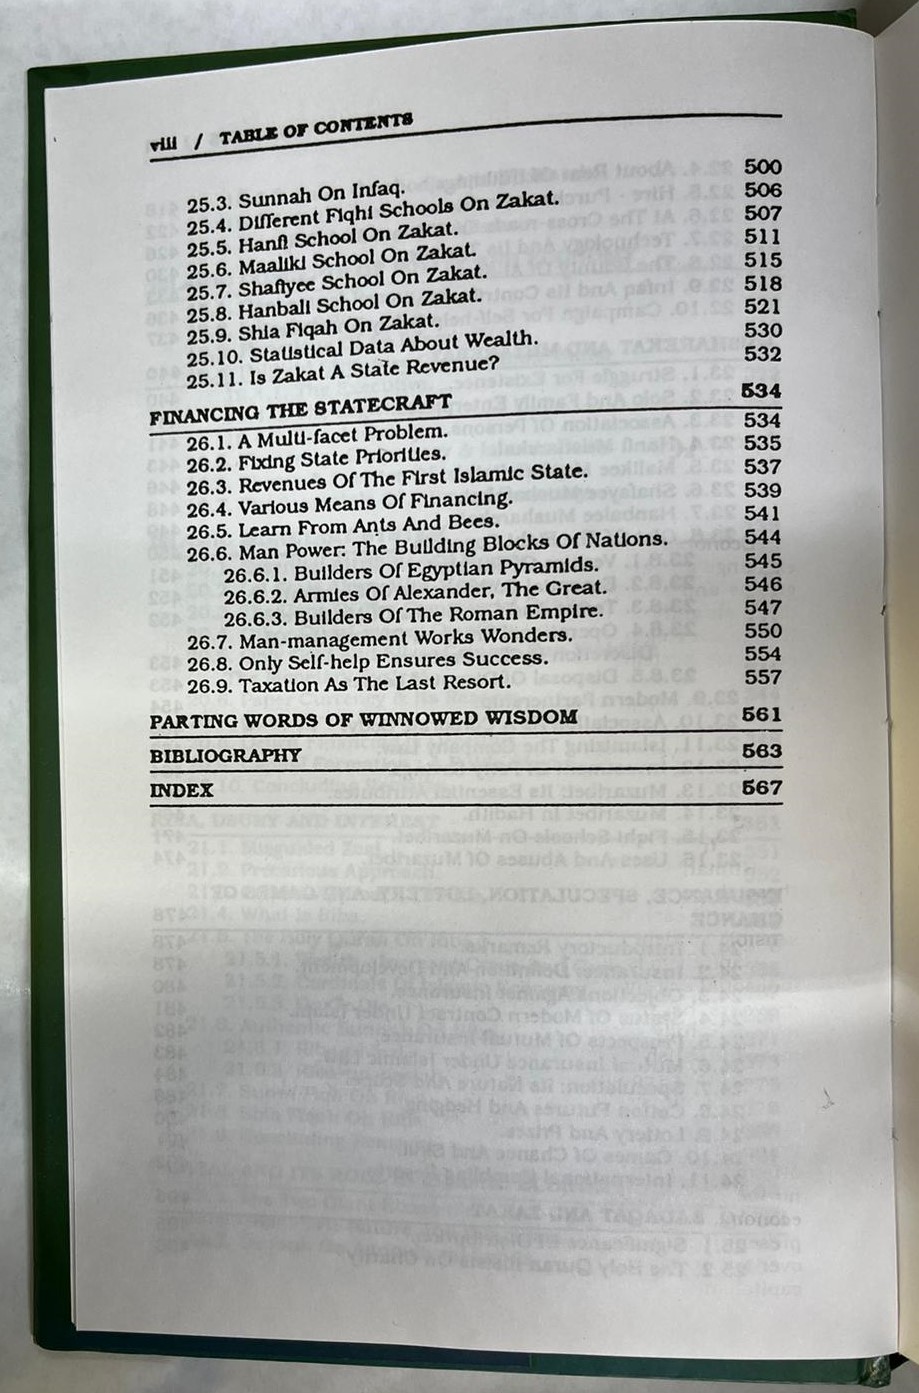 viii / TABLE OF CONTENTS
25.3. Sunnah On Infaq. 500
25.4. Different Fiqhi Schools On Zakat. 506
25.5. Hanfi School On Zakat. 507
25.6. Maaliki School On Zakat. 511
25.7. Shafiyee School On Zakat. 515
25.8. Hanbali School On Zakat. 518
25.9. Shia Fiqah On Zakat. 521
25.10. Statistical Data About Wealth. 530
25.11. Is Zakat A State Revenue? 532
FINANCING THE STATECRAFT 534
26.1. A Multi-facet Problem. 534
26.2. Fixing State Priorities. 535
26.3. Revenues Of The First Islamic State. 537
26.4. Various Means Of Financing. 539
26.5. Learn From Ants And Bees. 541
26.6. Man Power: The Building Blocks Of Nations. 544
26.6.1. Builders Of Egyptian Pyramids. 545
26.6.2. Armies Of Alexander, The Great. 546
26.6.3. Builders Of The Roman Empire. 547
26.7. Man-management Works Wonders. 550
26.8. Only Self-help Ensures Success. 554
26.9. Taxation As The Last Resort. 557
PARTING WORDS OF WINNOWED WISDOM 561
BIBLIOGRAPHY 563
INDEX 567